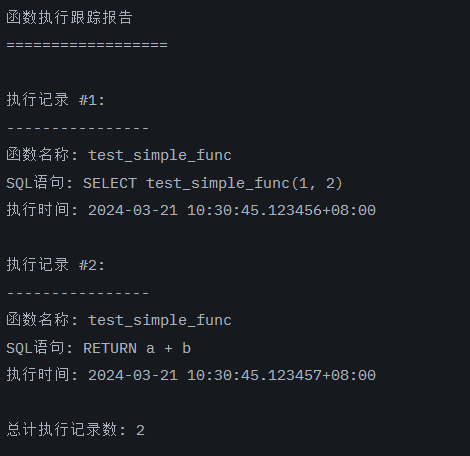 函数执行跟踪报告
==================
执行记录 #1:
----------------
函数名称: test_simple_func
SQL语句: SELECT test_simple_func(1, 2)
执行时间: 2024-03-21 10:30:45.123456+08:00
执行记录 #2:
----------------
函数名称: test_simple_func
SQL语句: RETURN a + b
执行时间: 2024-03-21 10:30:45.123457+08:00
总计执行记录数: 2